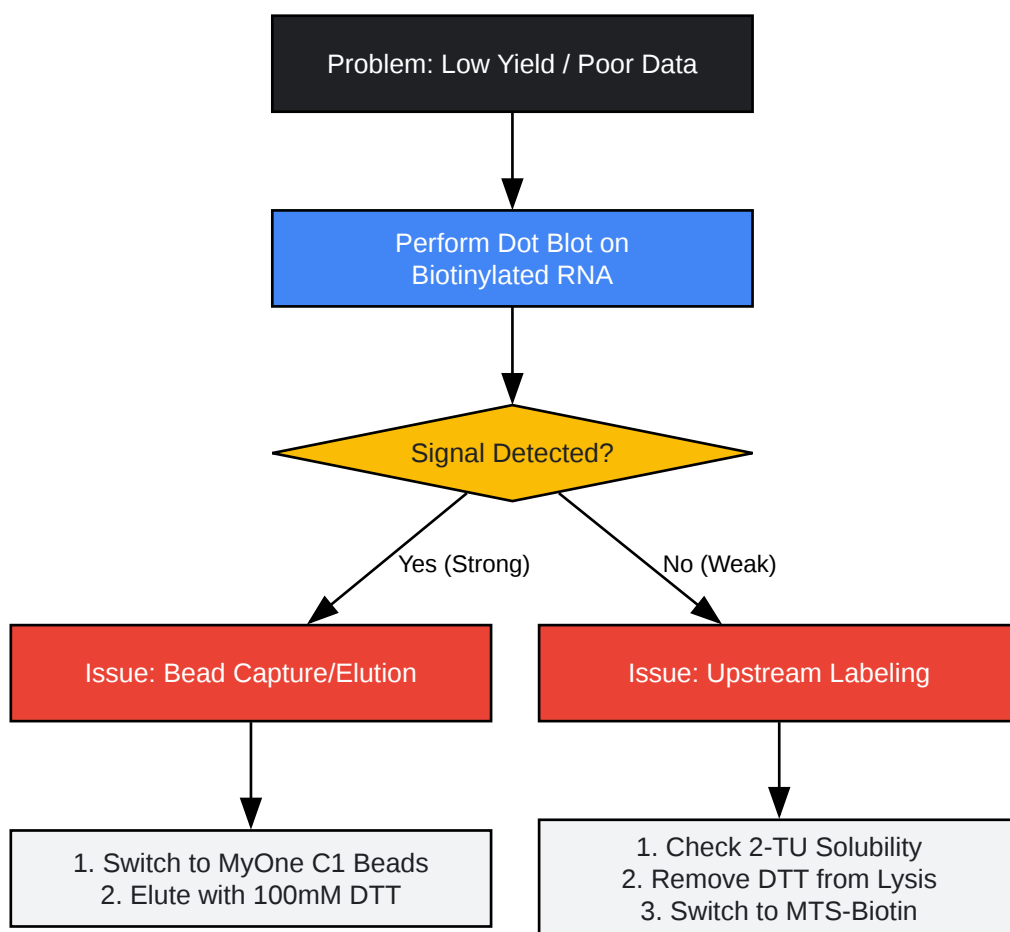 Problem: Low Yield / Poor Data
Perform Dot Blot on
Biotinylated RNA
Signal Detected?
Yes (Strong)
No (Weak)
Issue: Bead Capture/Elution
Issue: Upstream Labeling
1. Switch to MyOne C1 Beads
2. Elute with 100mM DTT
1. Check 2-TU Solubility
2. Remove DTT from Lysis
3. Switch to MTS-Biotin